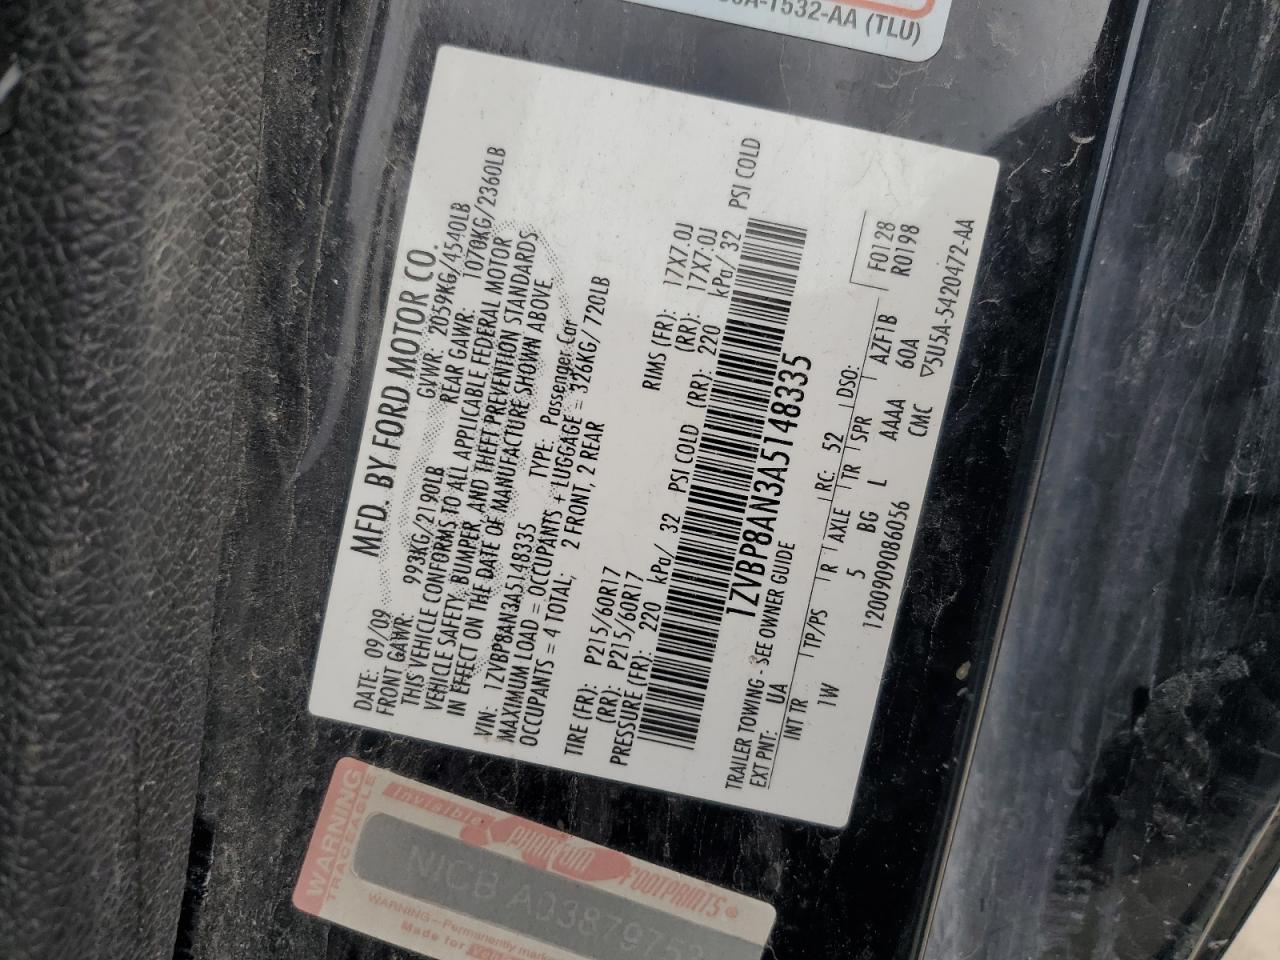 5A-1532-AA (TLU)
MFD. BY FORD MOTOR CO.
DATE: 09/09 GVWR: 2059KG/4540LB
FRONT GAWR: 993KG/2190LB REAR GAWR: 1070KG/2360LB
THIS VEHICLE CONFORMS TO ALL APPLICABLE FEDERAL MOTOR
VEHICLE SAFETY, BUMPER, AND THEFT PREVENTION STANDARDS
IN EFFECT ON THE DATE OF MANUFACTURE SHOWN ABOVE
VIN: 1ZVBP8AN3A5148335 TYPE: Passenger Car
MAXIMUM LOAD = OCCUPANTS + LUGGAGE = 326KG/720LB
OCCUPANTS = 4 TOTAL, 2 FRONT, 2 REAR
TIRE (FR): P215/60R17 RIMS (FR): 17X7.0J
(RR): P215/60R17 (RR): 17X7.0J
PRESSURE (FR): 220 kPa/ 32 PSI COLD (RR): 220 kPa/ 32 PSI COLD
1ZVBP8AN3A5148335
TRAILER TOWING - SEE OWNER GUIDE
EXT PNT: UA RC: 52 DSO: F0128
INT TR TP/PS R AXLE TR SPR AZF1B R0198
1W 5 BG L AAAA 60A
120090909086056 CMC ▽5U5A-5420472-AA
WARNING
TRACEABLE
Invisible
PHANTOM
FOOTPRINTS®
NICB A0387975
WARNING - Permanently
Made for